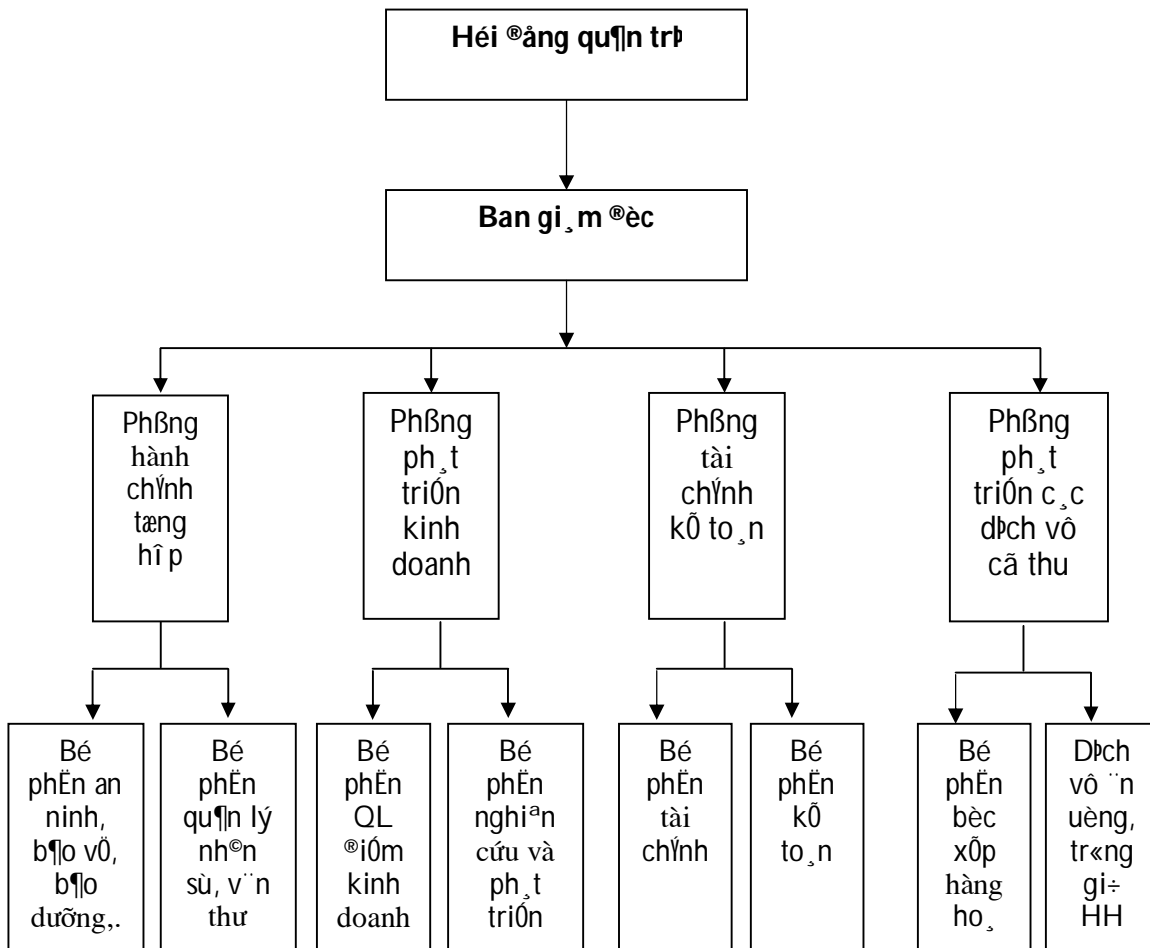 Héi ®ång qu¶n trÞ
Ban gi¸m ®èc
Phßng
hành
chÝnh
tæng
hîp
Phßng
ph¸t
triÓn
kinh
doanh
Phßng
tài
chÝnh
kÕ to¸n
Phßng
ph¸t
triÓn c¸c
dÞch vô
cã thu
Bé
phËn an
ninh,
b¶o vÖ,
b¶o
dưỡng,.
Bé
phËn
qu¶n lý
nh©n
sù, v¨n
thư
Bé
phËn
QL
®iÓm
kinh
doanh
Bé
phËn
nghiªn
cứu và
ph¸t
triÓn
Bé
phËn
tài
chÝnh
Bé
phËn
kÕ
to¸n
Bé
phËn
bèc
xÕp
hàng
ho¸
DÞch
vô ¨n
uèng,
tr«ng
gi÷
HH